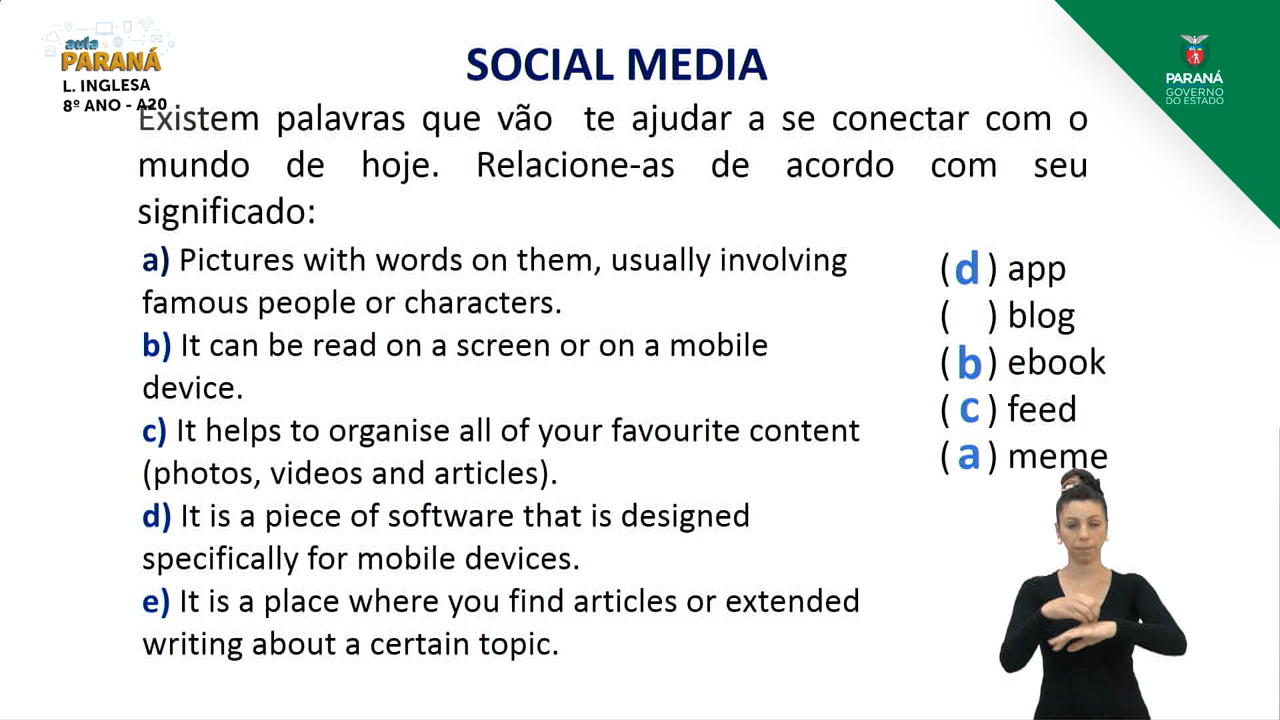 aula
PARANÁ
L. INGLESA
8º ANO - A20
SOCIAL MEDIA
PARANÁ
GOVERNO
DO ESTADO
Existem palavras que vão te ajudar a se conectar com o
mundo de hoje. Relacione-as de acordo com seu
significado:
a) Pictures with words on them, usually involving
famous people or characters.
b) It can be read on a screen or on a mobile
device.
c) It helps to organise all of your favourite content
(photos, videos and articles).
d) It is a piece of software that is designed
specifically for mobile devices.
e) It is a place where you find articles or extended
writing about a certain topic.
(d) app
( ) blog
(b) ebook
(c) feed
(a) meme